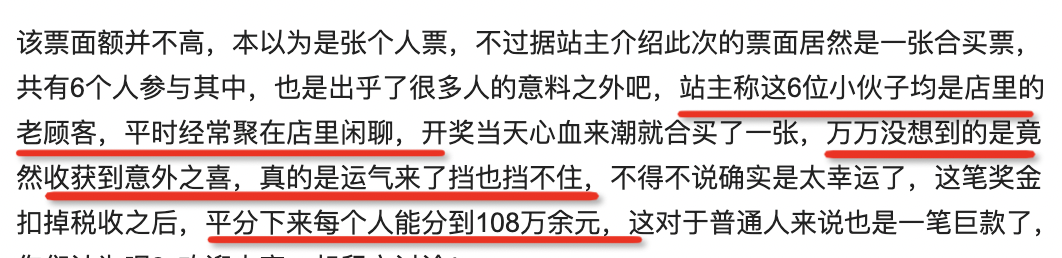 该票面额并不高，本以为是张个人票，不过据站主介绍此次的票面居然是一张合买票，
共有6个人参与其中，也是出乎了很多人的意料之外吧，站主称这6位小伙子均是店里的
老顾客，平时经常聚在店里闲聊，开奖当天心血来潮就合买了一张，万万没想到的是竟
然收获到意外之喜，真的是运气来了挡也挡不住，不得不说确实是太幸运了，这笔奖金
扣掉税收之后，平分下来每个人能分到108万余元，这对于普通人来说也是一笔巨款了，